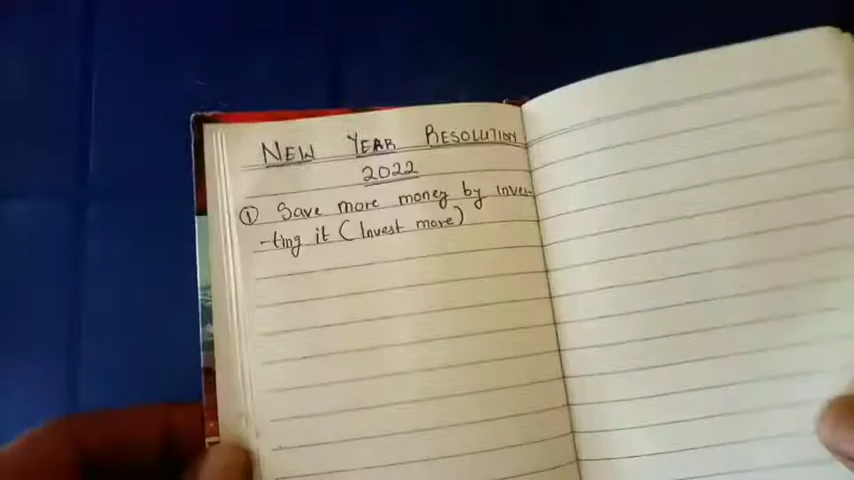 NEW YEAR RESOLUTION
2022
① Save more money by inves-
-ting it (Invest more)